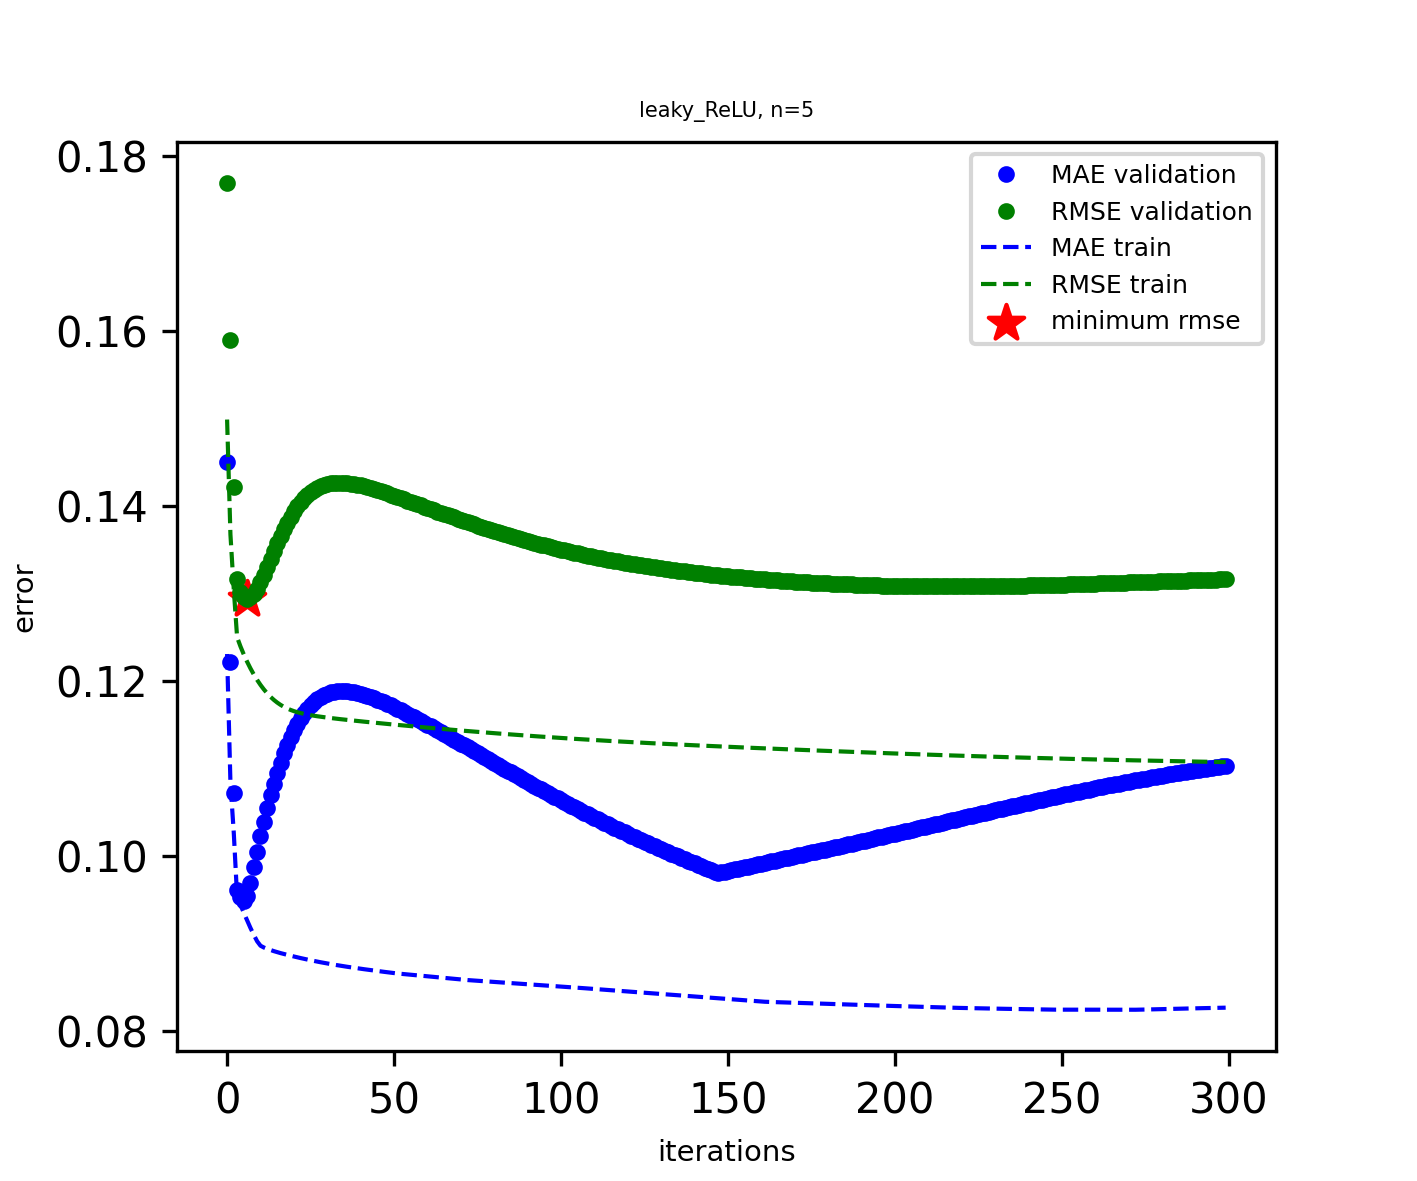 leaky_ReLU, n=5
0.18
0.16
0.14
0.12
0.10
0.08
error
MAE validation
RMSE validation
MAE train
RMSE train
minimum rmse
0 50 100 150 200 250 300
iterations